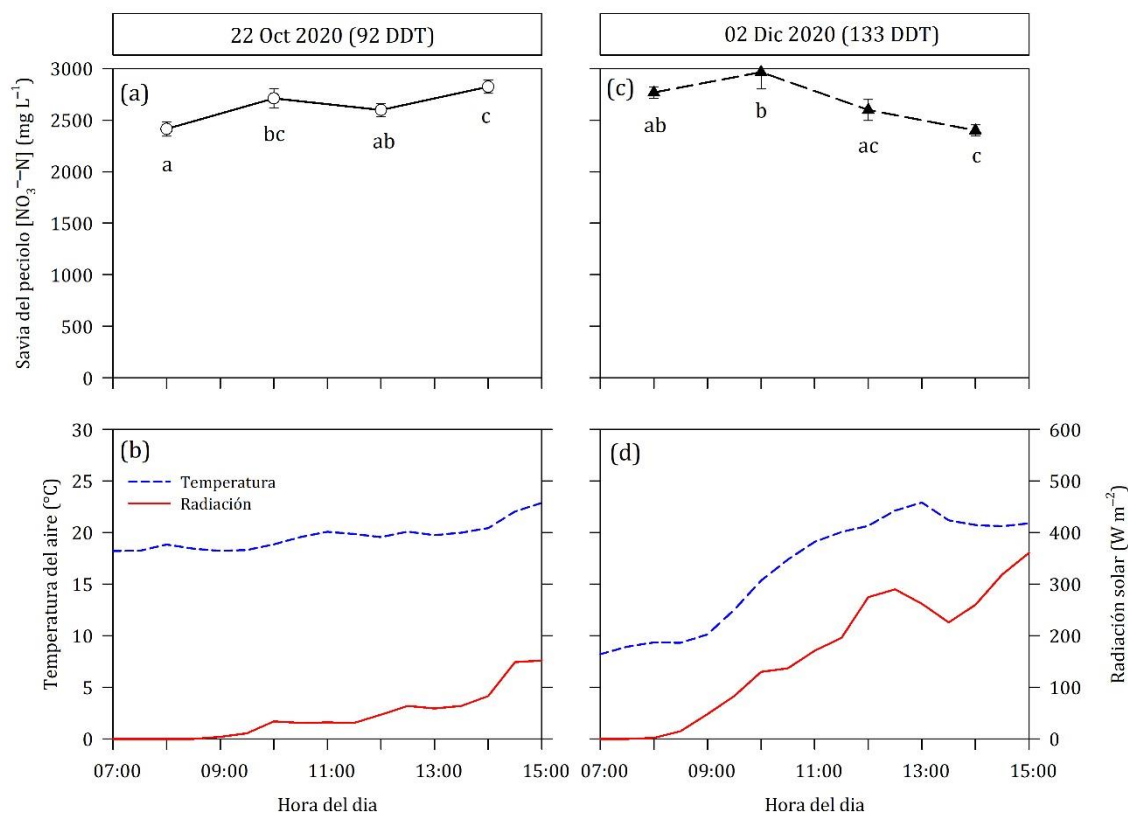 22 Oct 2020 (92 DDT)
02 Dic 2020 (133 DDT)
Savia del peciolo [NO₃⁻–N] (mg L⁻¹)
3000
2500
2000
1500
1000
500
0
(a)
a
bc
ab
c
(c)
ab
b
ac
c
Temperatura del aire (°C)
30
25
20
15
10
5
0
(b)
Temperatura
Radiación
(d)
600
500
400
300
200
100
0
Radiación solar (W m⁻²)
07:00 09:00 11:00 13:00 15:00
07:00 09:00 11:00 13:00 15:00
Hora del dia
Hora del dia